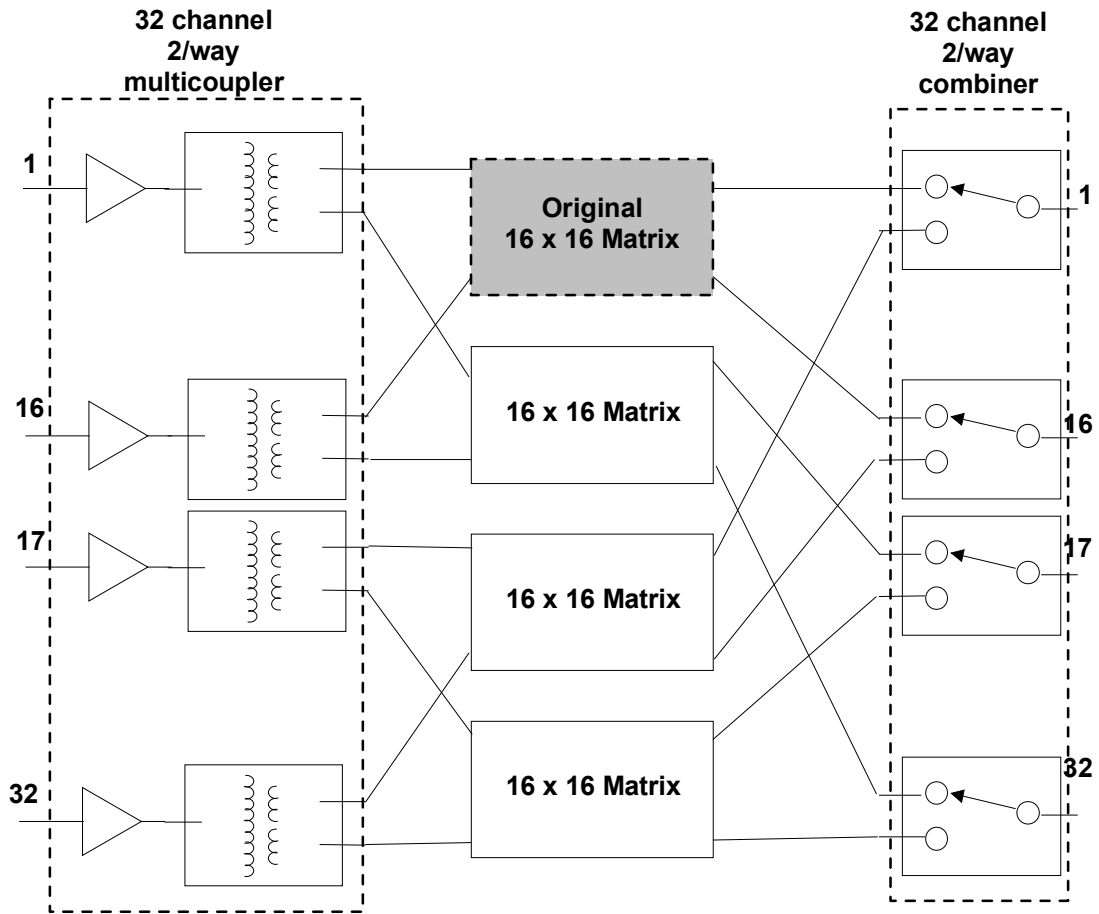 32 channel
2/way
multicoupler
32 channel
2/way
combiner
1
Original
16 x 16 Matrix
1
16
16 x 16 Matrix
16
17
16 x 16 Matrix
17
32
16 x 16 Matrix
32